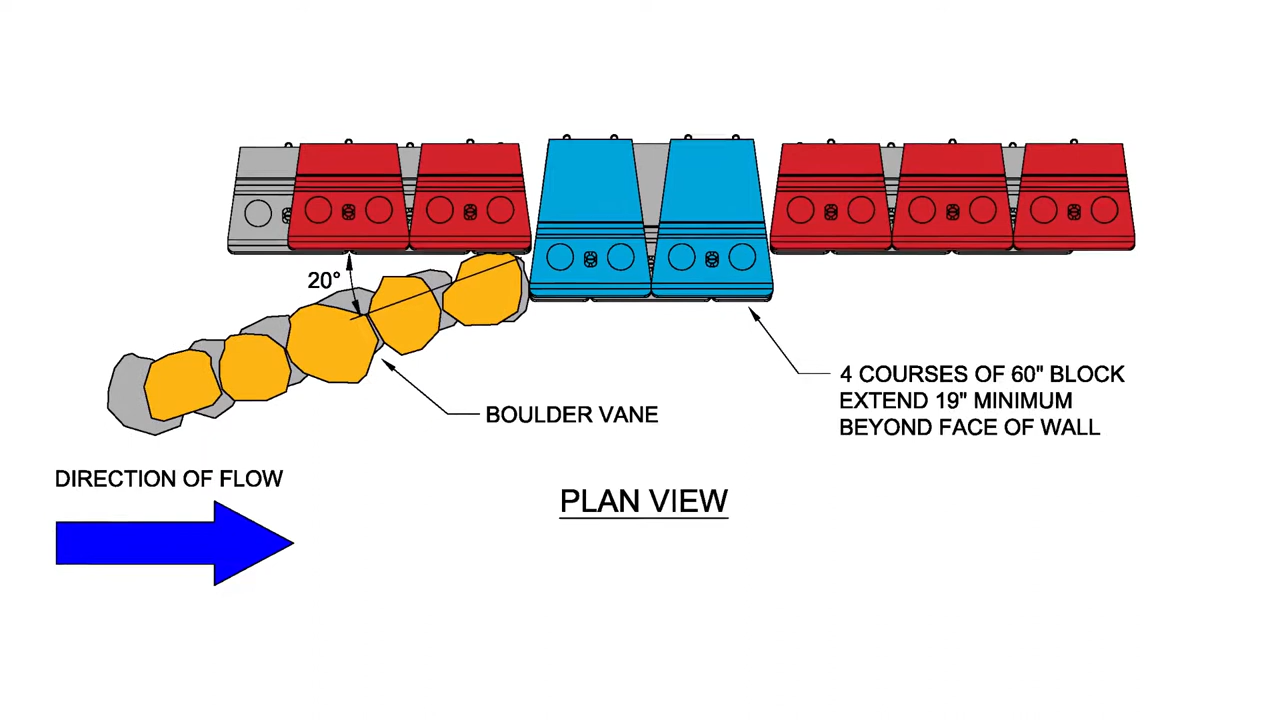 20°
4 COURSES OF 60" BLOCK
EXTEND 19" MINIMUM
BEYOND FACE OF WALL
BOULDER VANE
DIRECTION OF FLOW
PLAN VIEW